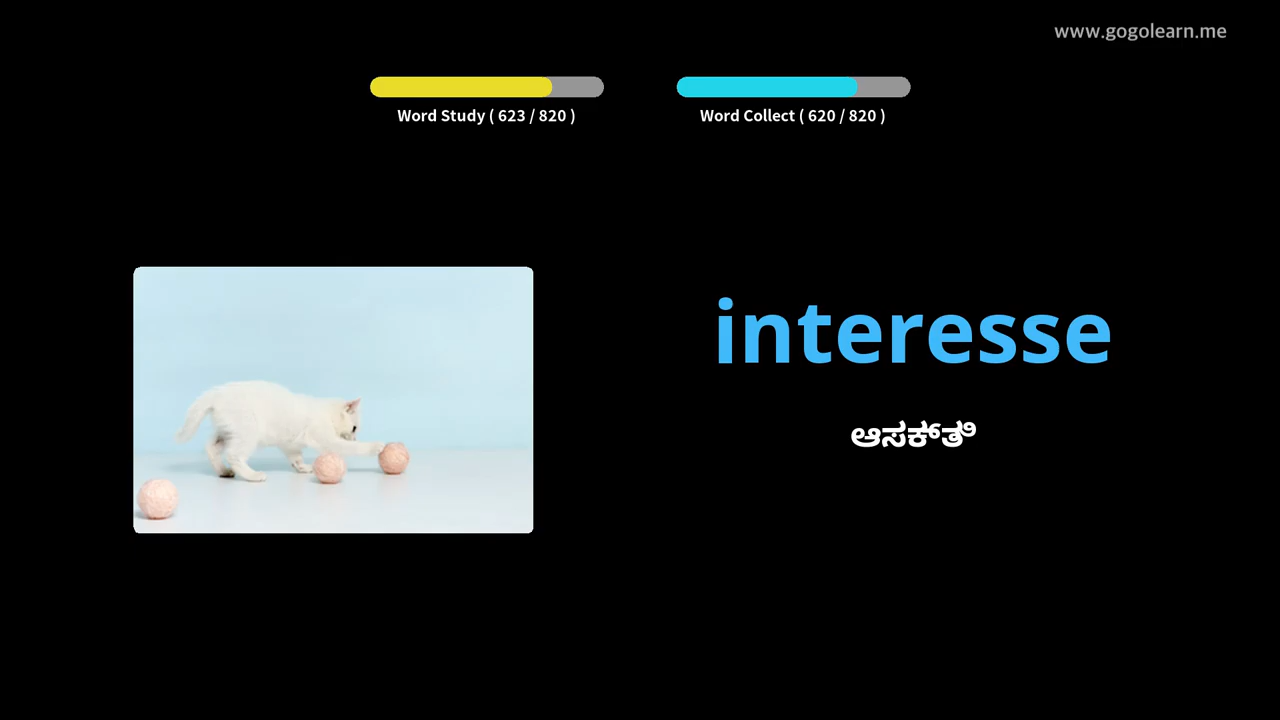 www.gogolearn.me
Word Study ( 623 / 820 )
Word Collect ( 620 / 820 )
interesse
ಆಸಕ್ತಿ